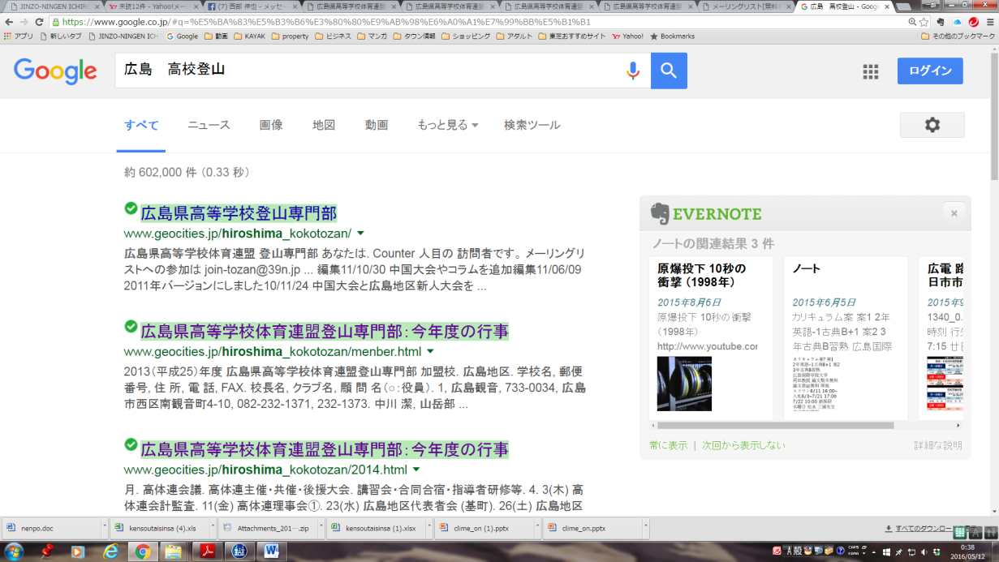 JINZO-NINGEN ICHIRO
未読12件 - Yahoo!メー
(7) 西部 伸也 - メッセー
広島県高等学校体育連盟
広島県高等学校体育連盟
広島県高等学校体育連盟
広島県高等学校体育連盟
メーリングリスト[無料
広島　高校登山 - Googl
https://www.google.co.jp/#q=%E5%BA%83%E5%B3%B6%E3%80%80%E9%AB%98%E6%A0%A1%E7%99%BB%E5%B1%B1
アプリ 新しいタブ JINZO-NINGEN ICH Google 動画 KAYAK property ビジネス マンガ タウン情報 ショッピング アダルト 東芝おすすめサイト Yahoo! Bookmarks その他のブックマーク
Google 広島　高校登山 ログイン
すべて ニュース 画像 地図 動画 もっと見る 検索ツール
約 602,000 件 （0.33 秒）
広島県高等学校登山専門部
www.geocities.jp/hiroshima_kokotozan/
広島県高等学校体育連盟 登山専門部 あなたは. Counter 人目の 訪問者です。 メーリングリ
ストへの参加は join-tozan@39n.jp ... 編集11/10/30 中国大会やコラムを追加編集11/06/09
2011年バージョンにしました10/11/24 中国大会と広島地区新人大会を ...
広島県高等学校体育連盟登山専門部：今年度の行事
www.geocities.jp/hiroshima_kokotozan/menber.html
2013（平成25）年度 広島県高等学校体育連盟登山専門部 加盟校. 広島地区. 学校名, 郵便
番号, 住 所, 電 話, FAX, 校長名, クラブ名, 顧 問 名（○：役員）. 1, 広島観音, 733-0034, 広島
市西区南観音町4-10, 082-232-1371, 232-1373. 中川 潔, 山岳部 ...
広島県高等学校体育連盟登山専門部：今年度の行事
www.geocities.jp/hiroshima_kokotozan/2014.html
月. 高体連会議. 高体連主催・共催・後援大会. 講習会・合同合宿・指導者研修等. 4. 3(木) 高
体連会計監査. 11(金) 高体連理事会①. 23(水) 広島地区代表者会 (基町). 26(土) 広島地区
EVERNOTE
ノートの関連結果 3 件
原爆投下 10秒の
衝撃 （1998年）
2015年8月6日
原爆投下 10秒の衝撃
（1998年）
http://www.youtube.cor
ノート
2015年6月5日
カリキュラム案 案1 2年
英語-1古典B+1 案2 3
年古典B習熟 広島国際
広電 路
日市市
2015年9
1340_0.
時刻 行先
7:15 廿日
常に表示 | 次回から表示しない 詳細な説明
nenpo.doc kensoutaisinsa (4).xls Attachments_201....zip kensoutaisinsa (1).xlsx clime_on (1).pptx clime_on.pptx すべてのダウンロー
0:38
2016/05/12